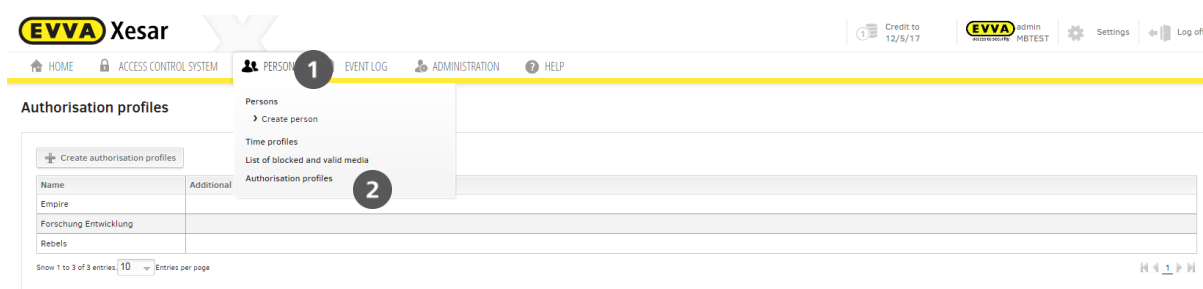 EVVA Xesar
Credit to
12/5/17
EVVA admin
MBTEST
Settings
Log off
HOME ACCESS CONTROL SYSTEM PERSON 1 EVENT LOG ADMINISTRATION HELP
Authorisation profiles
Persons
Create person
Time profiles
List of blocked and valid media
Authorisation profiles
2
Create authorisation profiles
Name Additional
Empire
Forschung Entwicklung
Rebels
Show 1 to 3 of 3 entries. 10 Entries per page
1